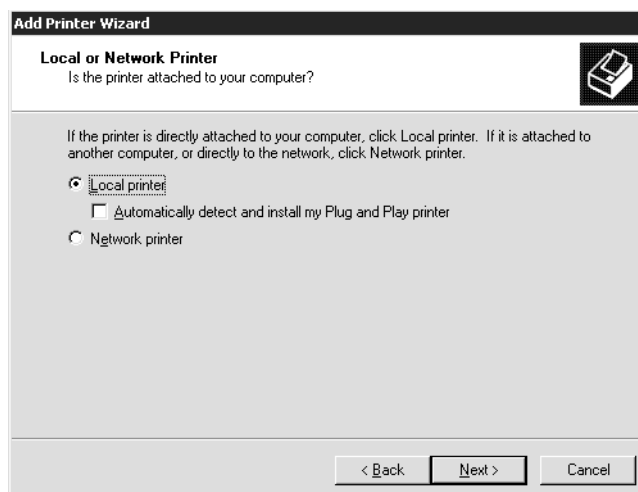 Add Printer Wizard
Local or Network Printer
Is the printer attached to your computer?
If the printer is directly attached to your computer, click Local printer. If it is attached to
another computer, or directly to the network, click Network printer.
Local printer
Automatically detect and install my Plug and Play printer
Network printer
< Back Next > Cancel